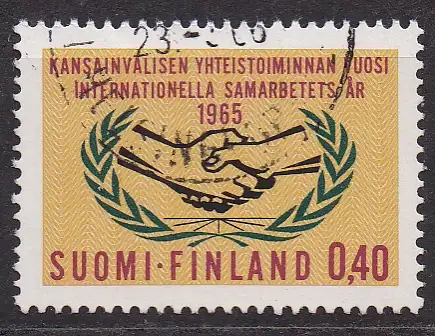 KANSAINVÄLISEN YHTEISTOIMINNAN VUOSI
INTERNATIONELLA SAMARBETETS ÅR
1965
SUOMI·FINLAND 0,40